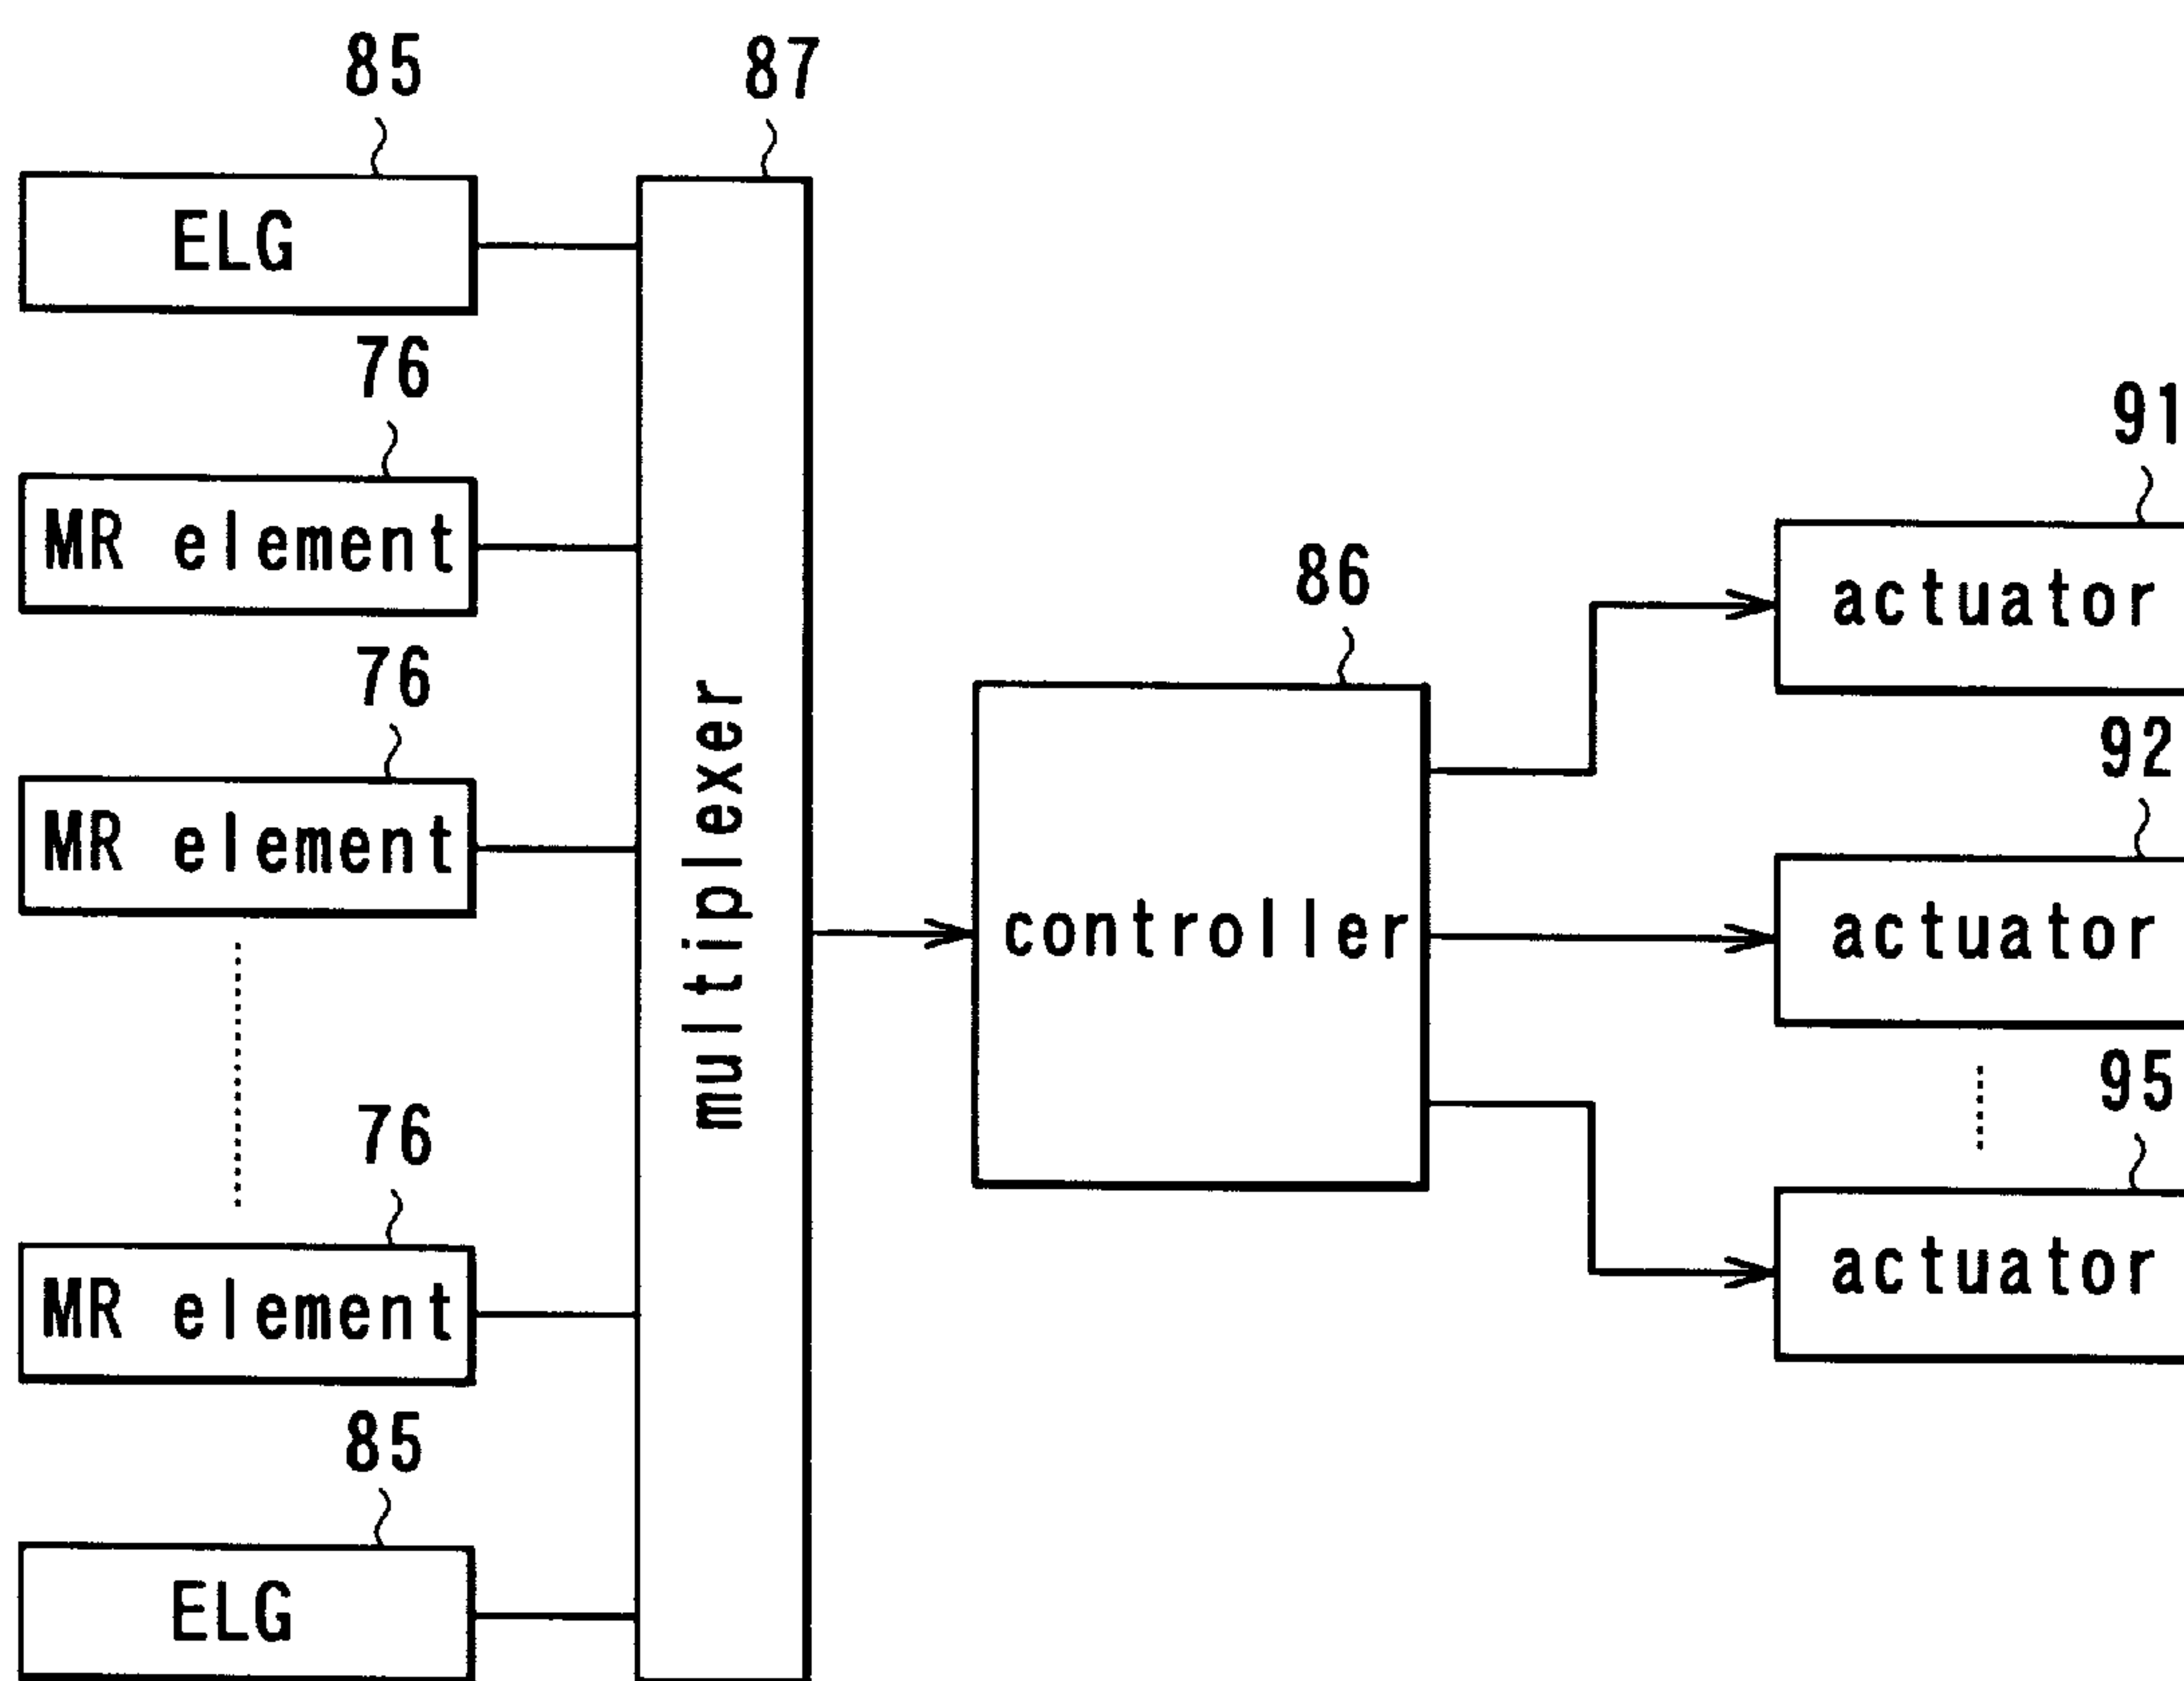 85
87
ELG
76
MR element
76
MR element
76
MR element
85
ELG
multiplexer
86
controller
91
actuator
92
actuator
95
actuator